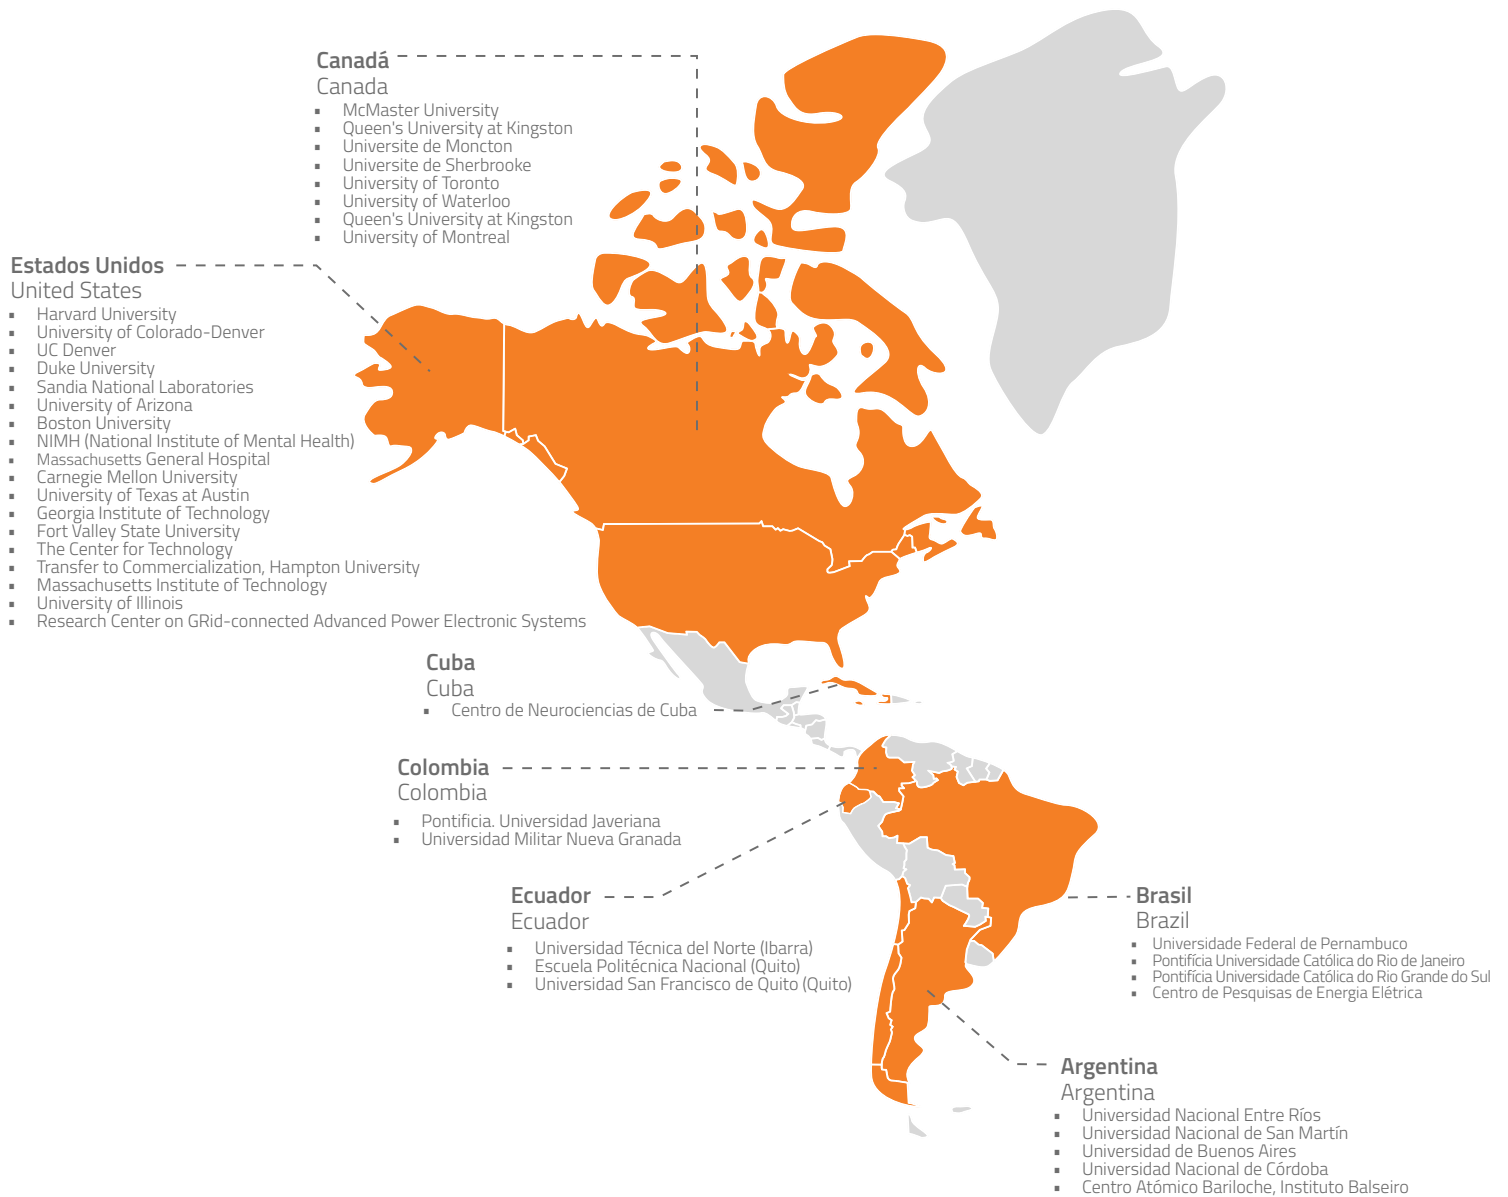 Canadá
Canada
▪ McMaster University
▪ Queen's University at Kingston
▪ Universite de Moncton
▪ Universite de Sherbrooke
▪ University of Toronto
▪ University of Waterloo
▪ Queen's University at Kingston
▪ University of Montreal
Estados Unidos
United States
▪ Harvard University
▪ University of Colorado-Denver
▪ UC Denver
▪ Duke University
▪ Sandia National Laboratories
▪ University of Arizona
▪ Boston University
▪ NIMH (National Institute of Mental Health)
▪ Massachusetts General Hospital
▪ Carnegie Mellon University
▪ University of Texas at Austin
▪ Georgia Institute of Technology
▪ Fort Valley State University
▪ The Center for Technology
▪ Transfer to Commercialization, Hampton University
▪ Massachusetts Institute of Technology
▪ University of Illinois
▪ Research Center on GRid-connected Advanced Power Electronic Systems
Cuba
Cuba
▪ Centro de Neurociencias de Cuba
Colombia
Colombia
▪ Pontificia. Universidad Javeriana
▪ Universidad Militar Nueva Granada
Ecuador
Ecuador
▪ Universidad Técnica del Norte (Ibarra)
▪ Escuela Politécnica Nacional (Quito)
▪ Universidad San Francisco de Quito (Quito)
Brasil
Brazil
▪ Universidade Federal de Pernambuco
▪ Pontifícia Universidade Católica do Rio de Janeiro
▪ Pontifícia Universidade Católica do Rio Grande do Sul
▪ Centro de Pesquisas de Energia Elétrica
Argentina
Argentina
▪ Universidad Nacional Entre Ríos
▪ Universidad Nacional de San Martín
▪ Universidad de Buenos Aires
▪ Universidad Nacional de Córdoba
▪ Centro Atómico Bariloche, Instituto Balseiro